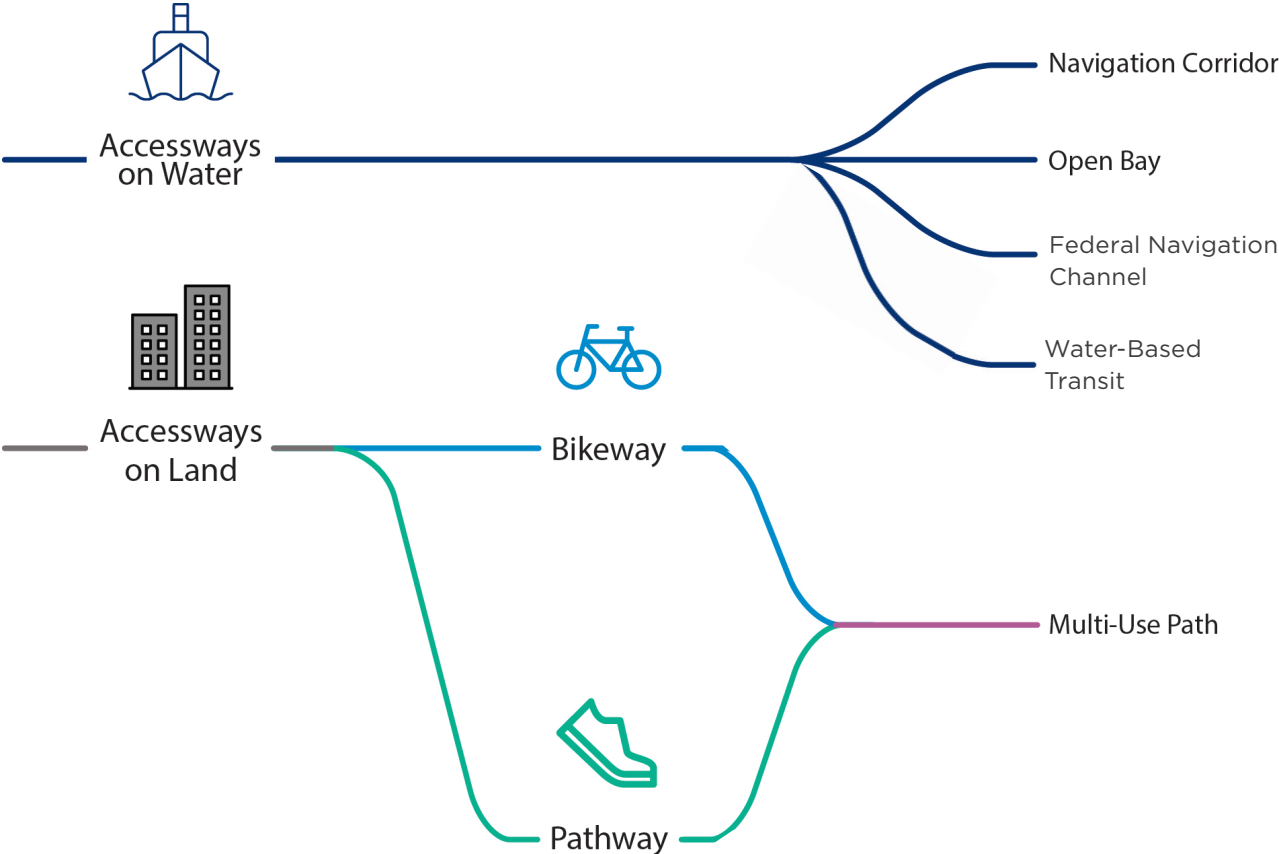 Accessways
on Water
Navigation Corridor
Open Bay
Federal Navigation
Channel
Water-Based
Transit
Accessways
on Land
Bikeway
Multi-Use Path
Pathway